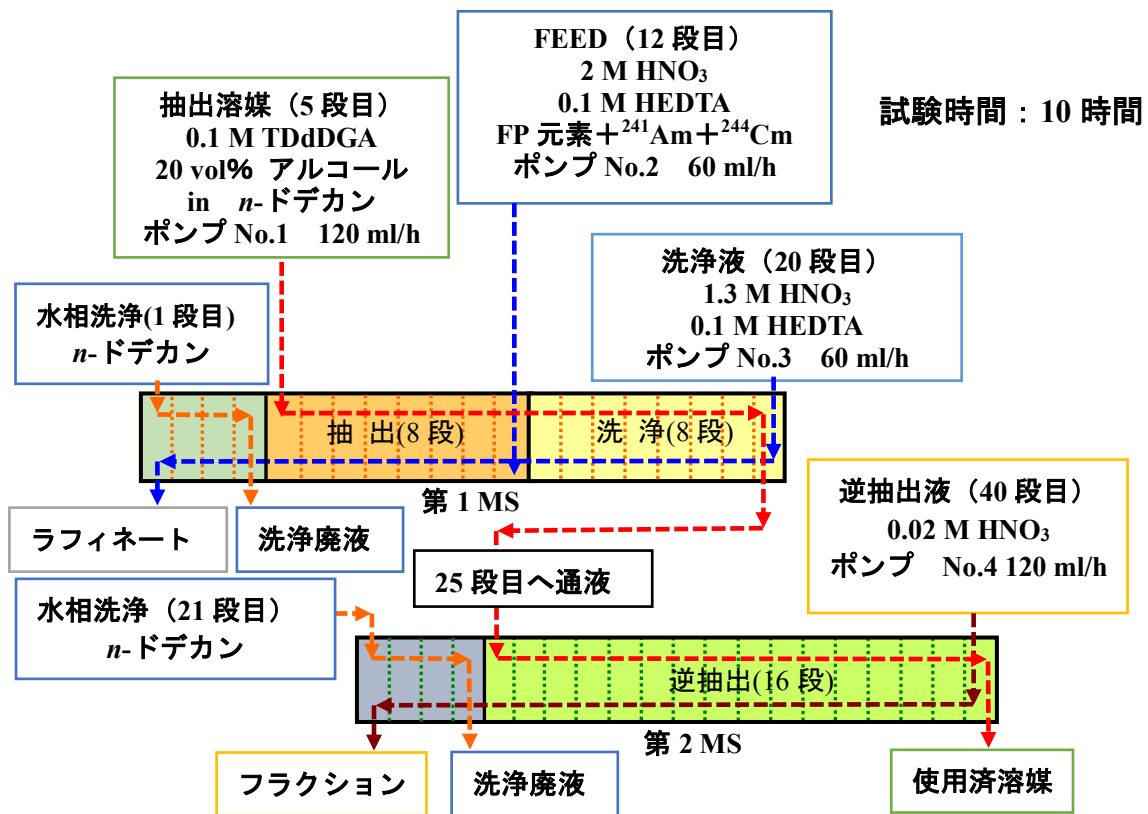 FEED（12 段目）
2 M HNO₃
0.1 M HEDTA
FP 元素＋²⁴¹Am＋²⁴⁴Cm
ポンプ No.2 60 ml/h
試験時間：10 時間
抽出溶媒（5 段目）
0.1 M TDdDGA
20 vol% アルコール
in n-ドデカン
ポンプ No.1 120 ml/h
洗浄液（20 段目）
1.3 M HNO₃
0.1 M HEDTA
ポンプ No.3 60 ml/h
水相洗浄(1 段目)
n-ドデカン
抽 出(8 段)
洗 浄(8 段)
第 1 MS
ラフィネート
洗浄廃液
25 段目へ通液
逆抽出液（40 段目）
0.02 M HNO₃
ポンプ No.4 120 ml/h
水相洗浄（21 段目）
n-ドデカン
逆抽出(16 段)
第 2 MS
フラクション
洗浄廃液
使用済溶媒